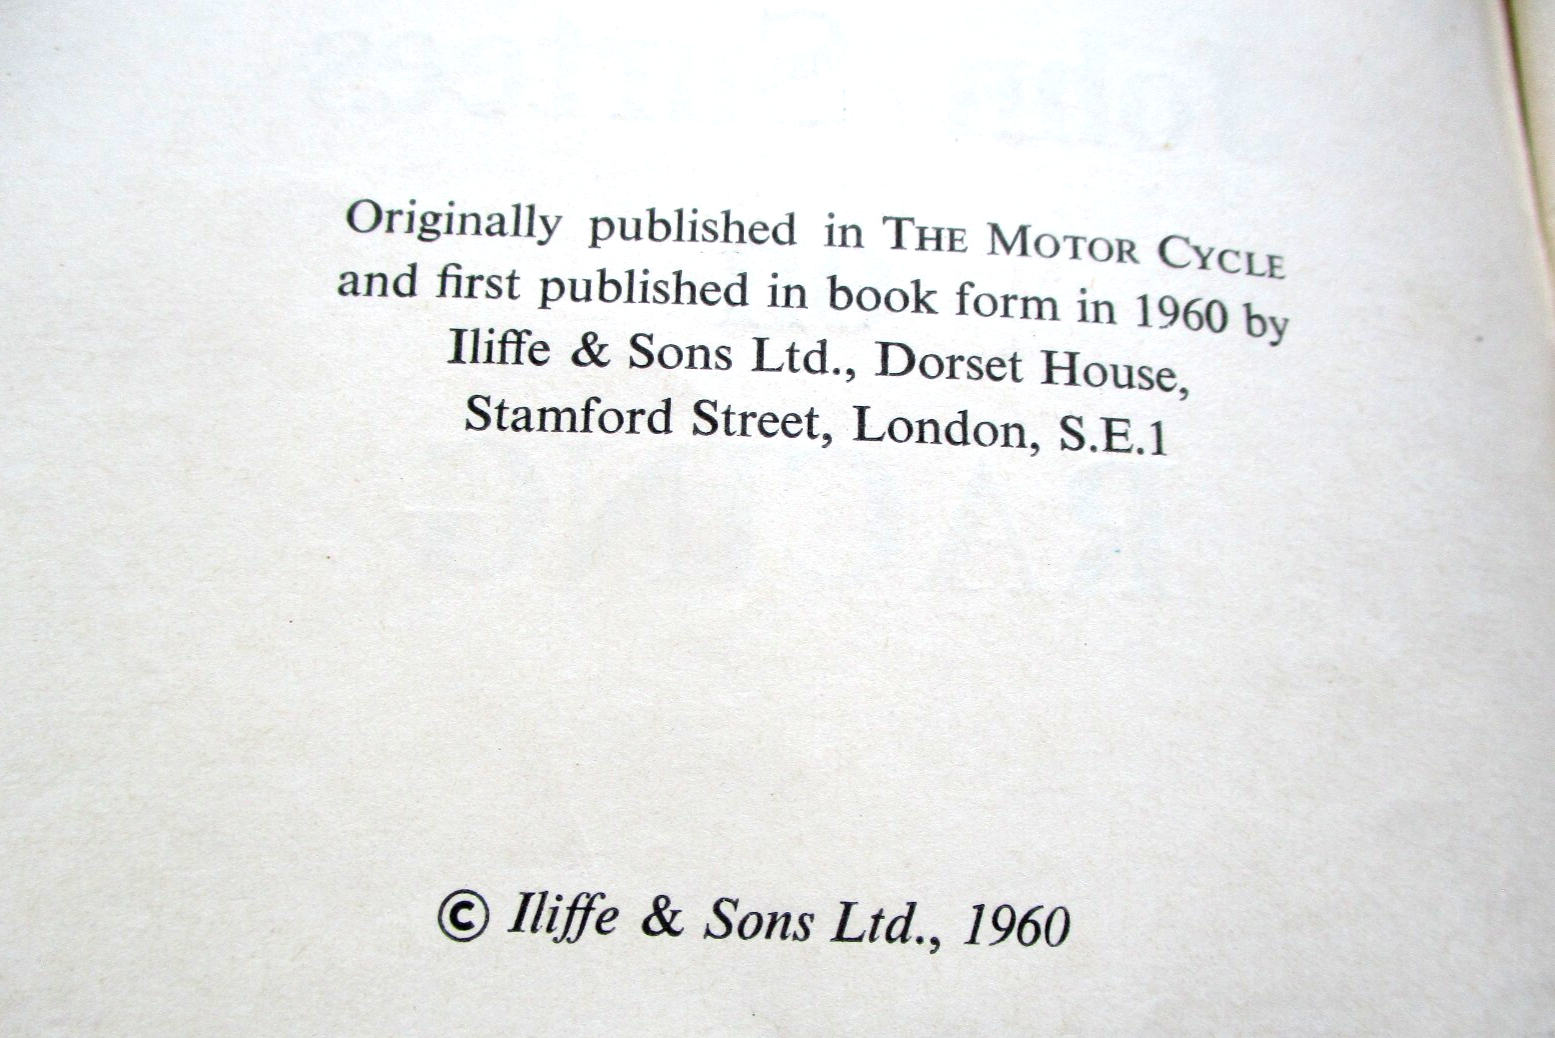 Originally published in THE MOTOR CYCLE
and first published in book form in 1960 by
Iliffe & Sons Ltd., Dorset House,
Stamford Street, London, S.E.1
© Iliffe & Sons Ltd., 1960